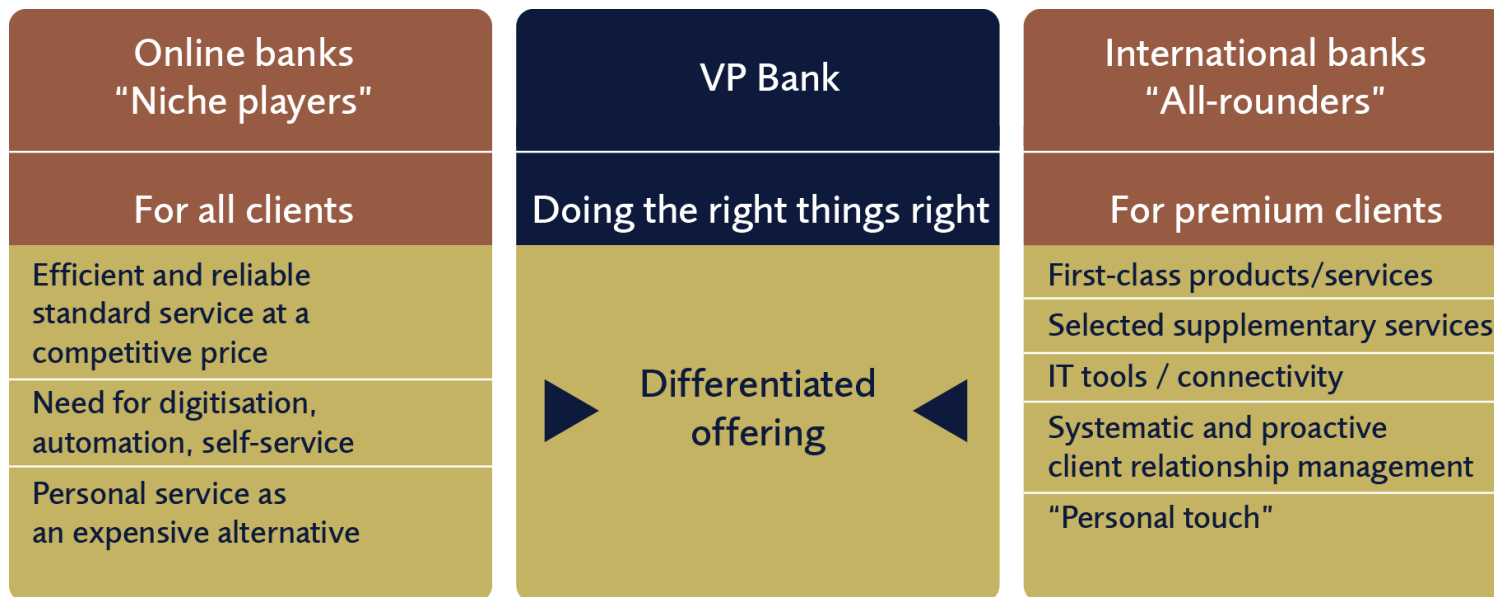 Online banks
“Niche players”
For all clients
Efficient and reliable
standard service at a
competitive price
Need for digitisation,
automation, self-service
Personal service as
an expensive alternative
VP Bank
Doing the right things right
Differentiated
offering
International banks
“All-rounders”
For premium clients
First-class products/services
Selected supplementary services
IT tools / connectivity
Systematic and proactive
client relationship management
“Personal touch”